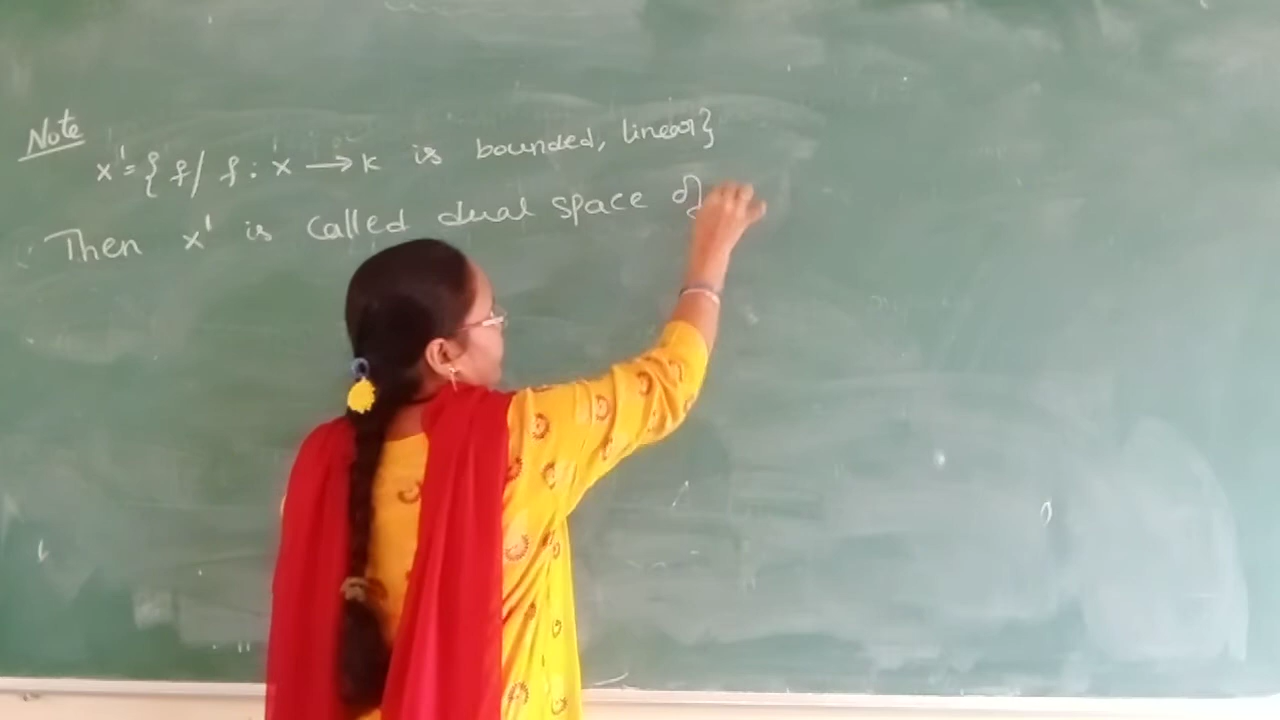 Note
x' = { f / f : x → K is bounded, linear}
Then x' is called dual space of